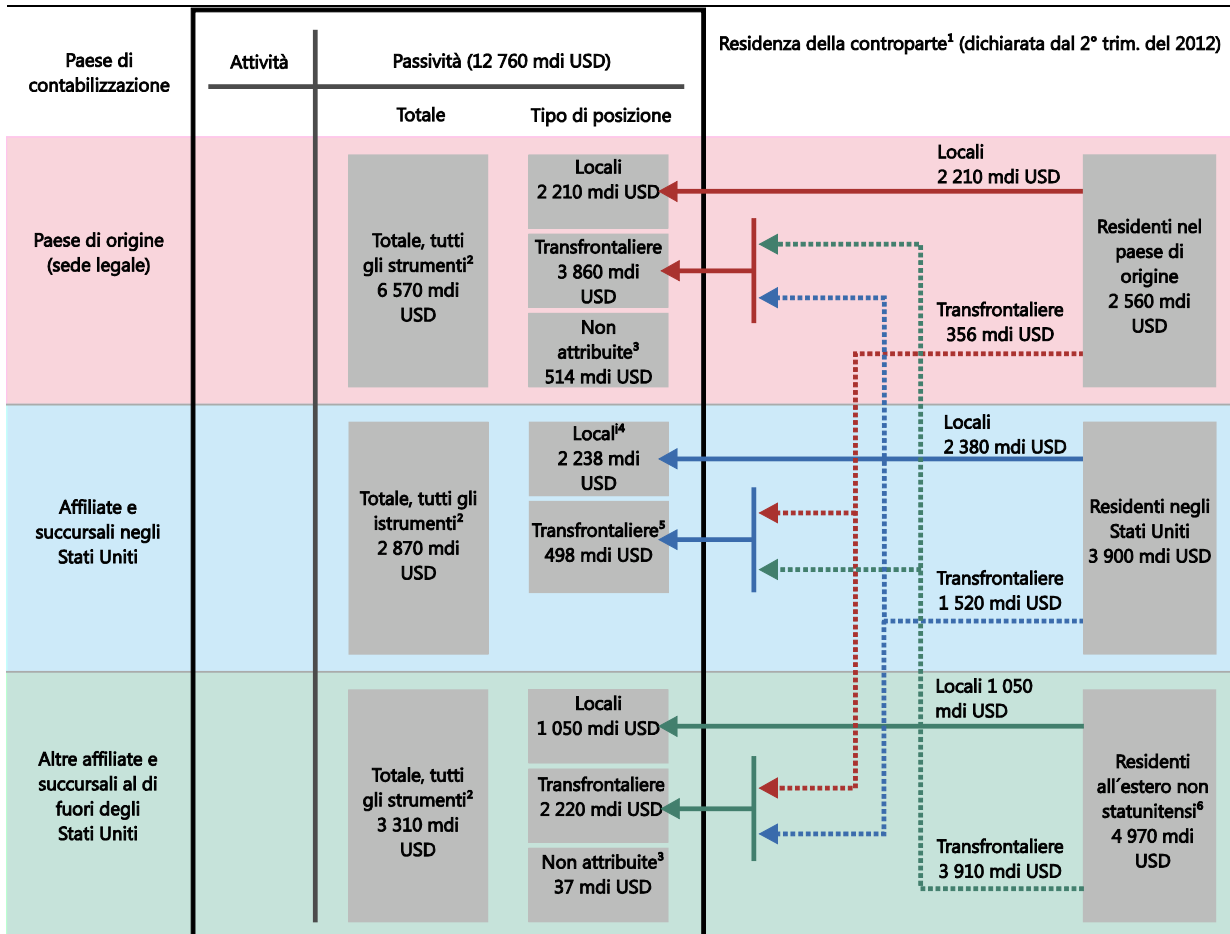 Paese di
contabilizzazione
Attività
Passività (12 760 mdi USD)
Totale
Tipo di posizione
Residenza della controparte¹ (dichiarata dal 2° trim. del 2012)
Paese di origine
(sede legale)
Totale, tutti
gli strumenti²
6 570 mdi
USD
Locali
2 210 mdi USD
Transfrontaliere
3 860 mdi
USD
Non
attribuite³
514 mdi USD
Locali
2 210 mdi USD
Transfrontaliere
356 mdi USD
Residenti nel
paese di
origine
2 560 mdi
USD
Affiliate e
succursali negli
Stati Uniti
Totale, tutti gli
istrumenti²
2 870 mdi
USD
Localⁱ⁴
2 238 mdi
USD
Transfrontaliere⁵
498 mdi USD
Locali
2 380 mdi USD
Transfrontaliere
1 520 mdi USD
Residenti negli
Stati Uniti
3 900 mdi USD
Altre affiliate e
succursali al di
fuori degli
Stati Uniti
Totale, tutti
gli strumenti²
3 310 mdi
USD
Locali
1 050 mdi USD
Transfrontaliere
2 220 mdi USD
Non attribuite³
37 mdi USD
Locali 1 050
mdi USD
Transfrontaliere
3 910 mdi USD
Residenti
all´estero non
statunitensi⁶
4 970 mdi
USD